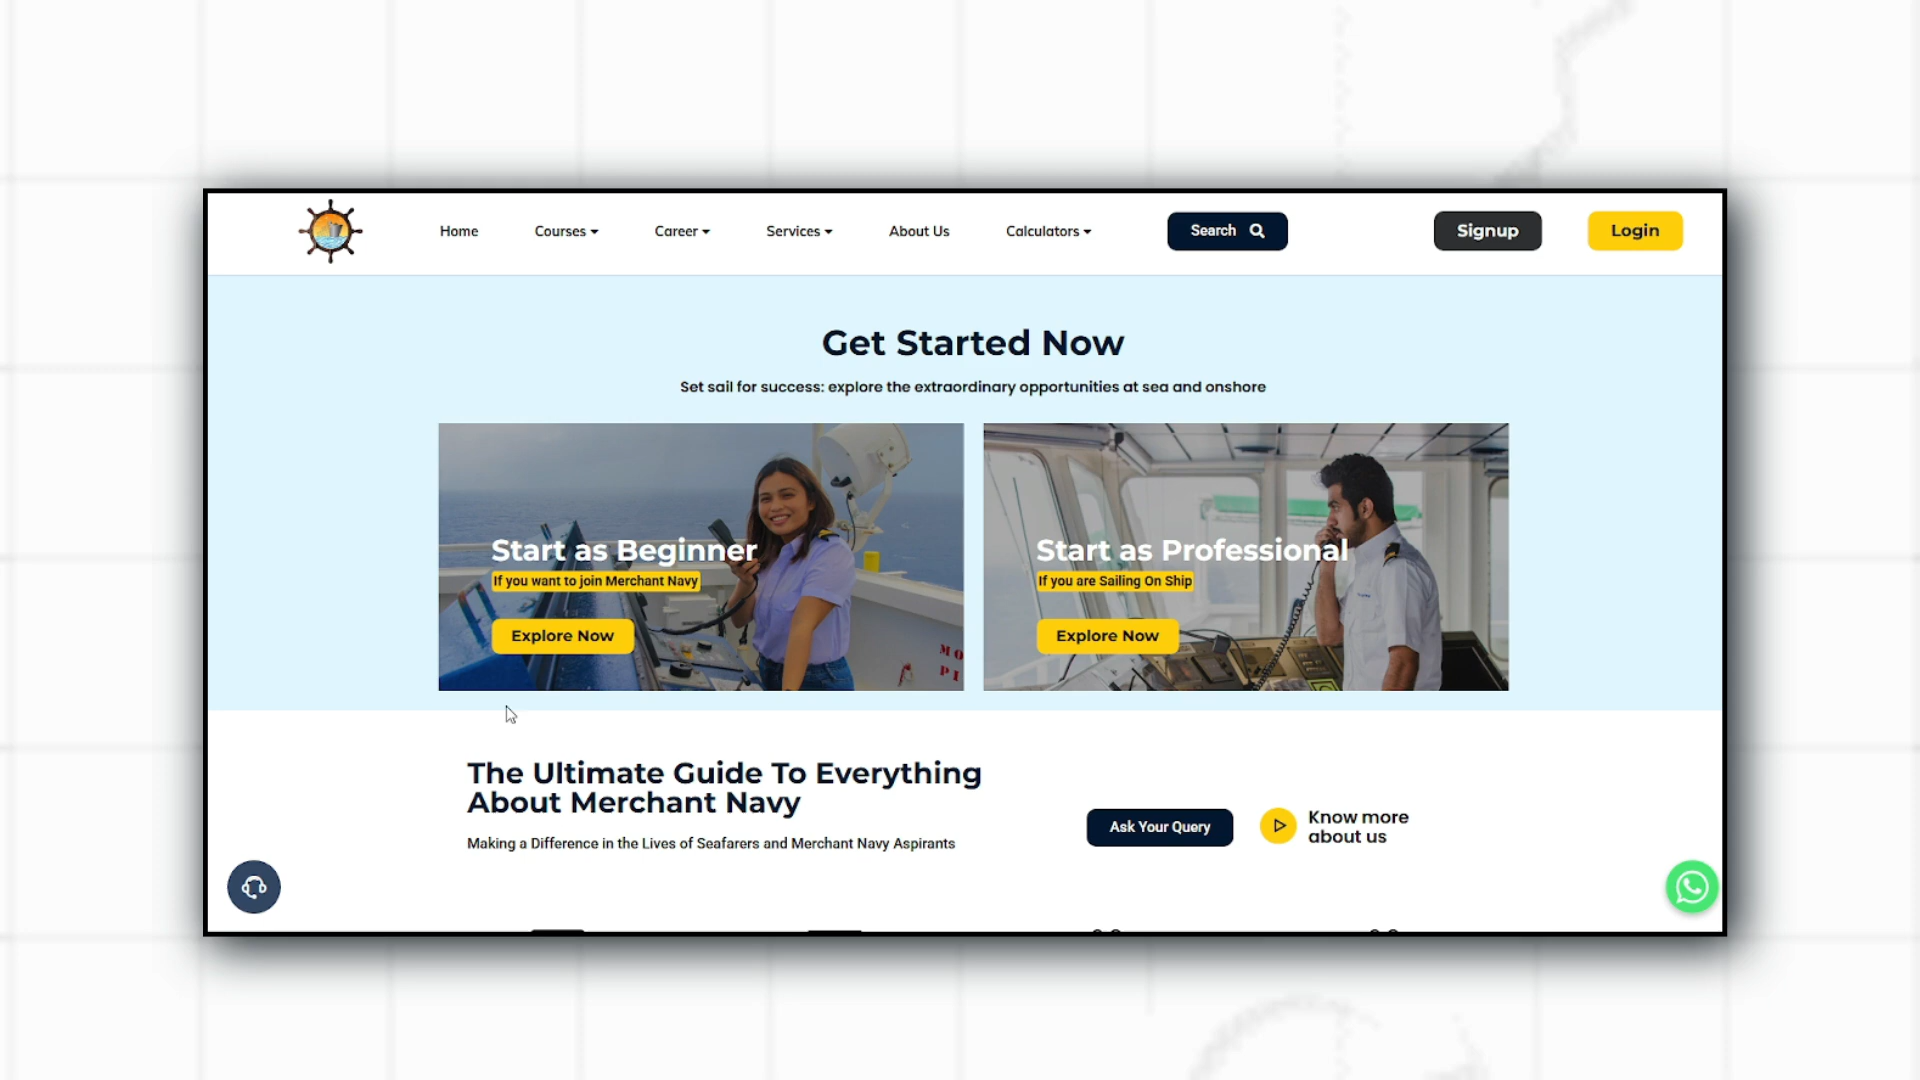 Home Courses Career Services About Us Calculators Search Signup Login
Get Started Now
Set sail for success: explore the extraordinary opportunities at sea and onshore
Start as Beginner
If you want to join Merchant Navy
Explore Now
Start as Professional
If you are Sailing On Ship
Explore Now
The Ultimate Guide To Everything
About Merchant Navy
Making a Difference in the Lives of Seafarers and Merchant Navy Aspirants
Ask Your Query
Know more
about us